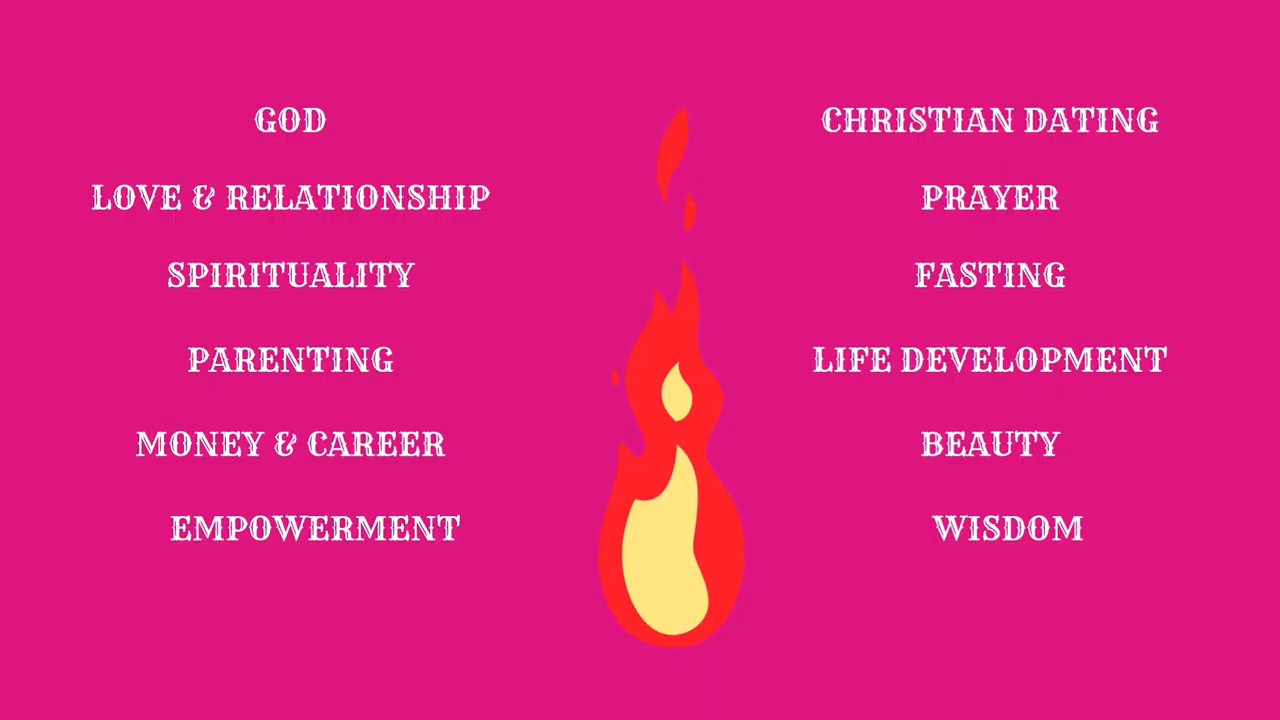 GOD
LOVE & RELATIONSHIP
SPIRITUALITY
PARENTING
MONEY & CAREER
EMPOWERMENT
CHRISTIAN DATING
PRAYER
FASTING
LIFE DEVELOPMENT
BEAUTY
WISDOM